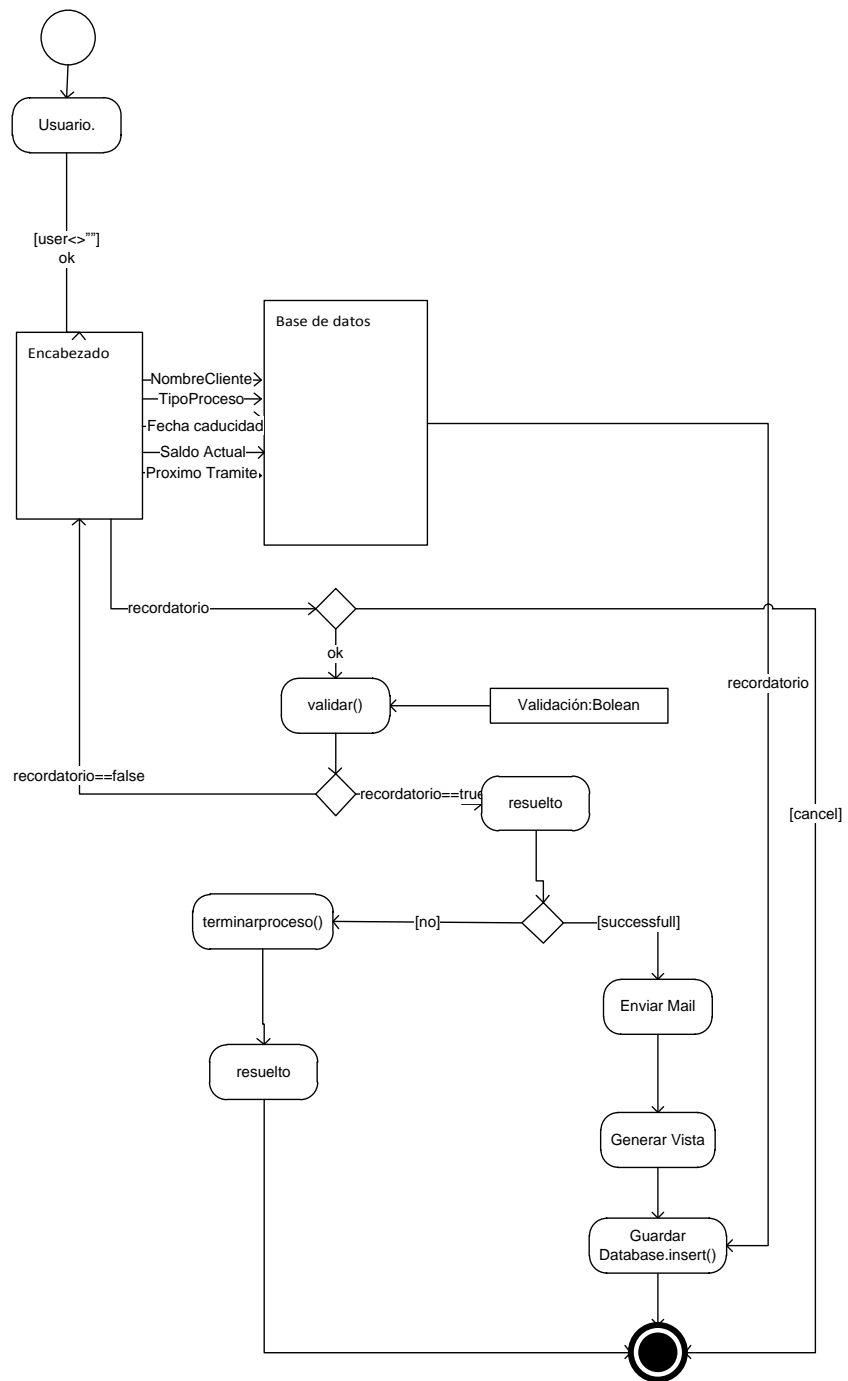 Usuario.
[user<>””]
ok
Base de datos
Encabezado
NombreCliente
TipoProceso
Fecha caducidad
Saldo Actual
Proximo Tramite
recordatorio
ok
recordatorio
validar()
Validación:Bolean
recordatorio==false
recordatorio==true
resuelto
[cancel]
terminarproceso()
[no]
[successfull]
Enviar Mail
resuelto
Generar Vista
Guardar
Database.insert()